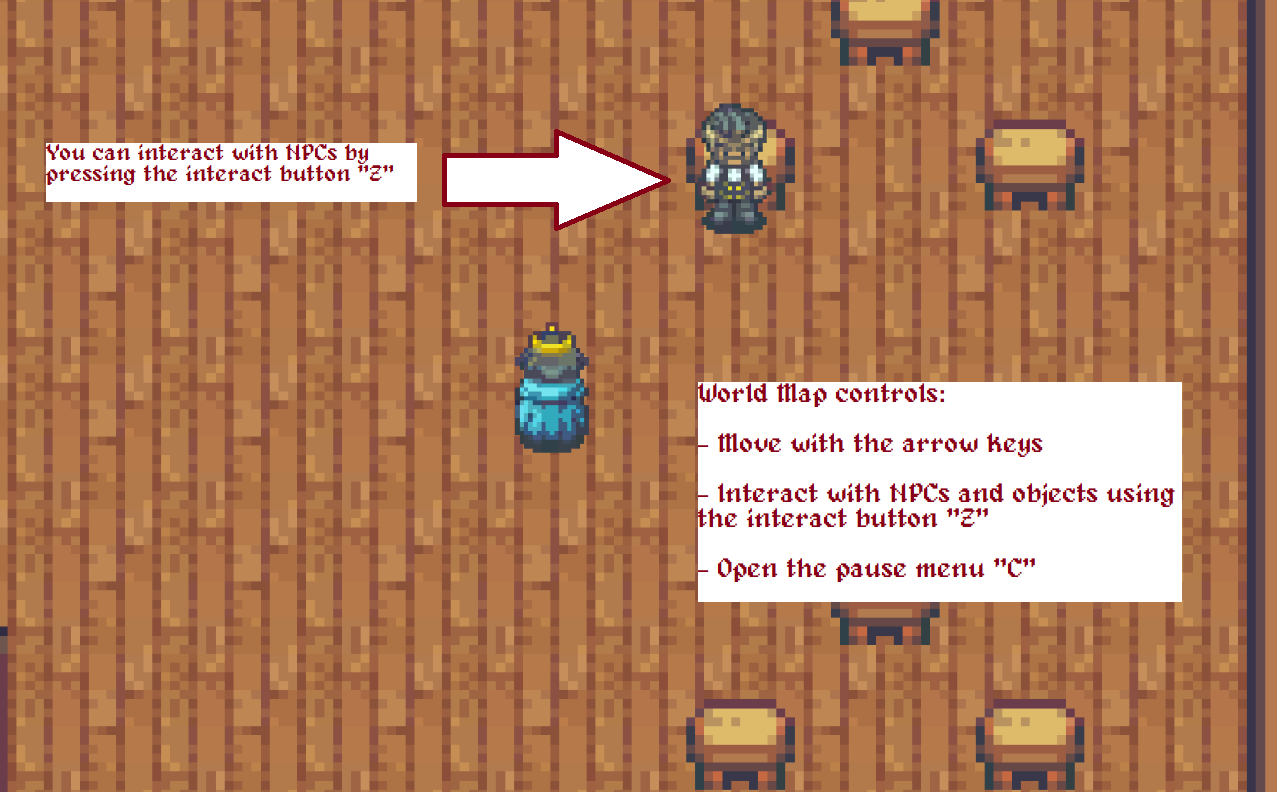 You can interact with NPCs by
pressing the interact button "Z"
World Map controls:
- Move with the arrow keys
- Interact with NPCs and objects using
the interact button "Z"
- Open the pause menu "C"